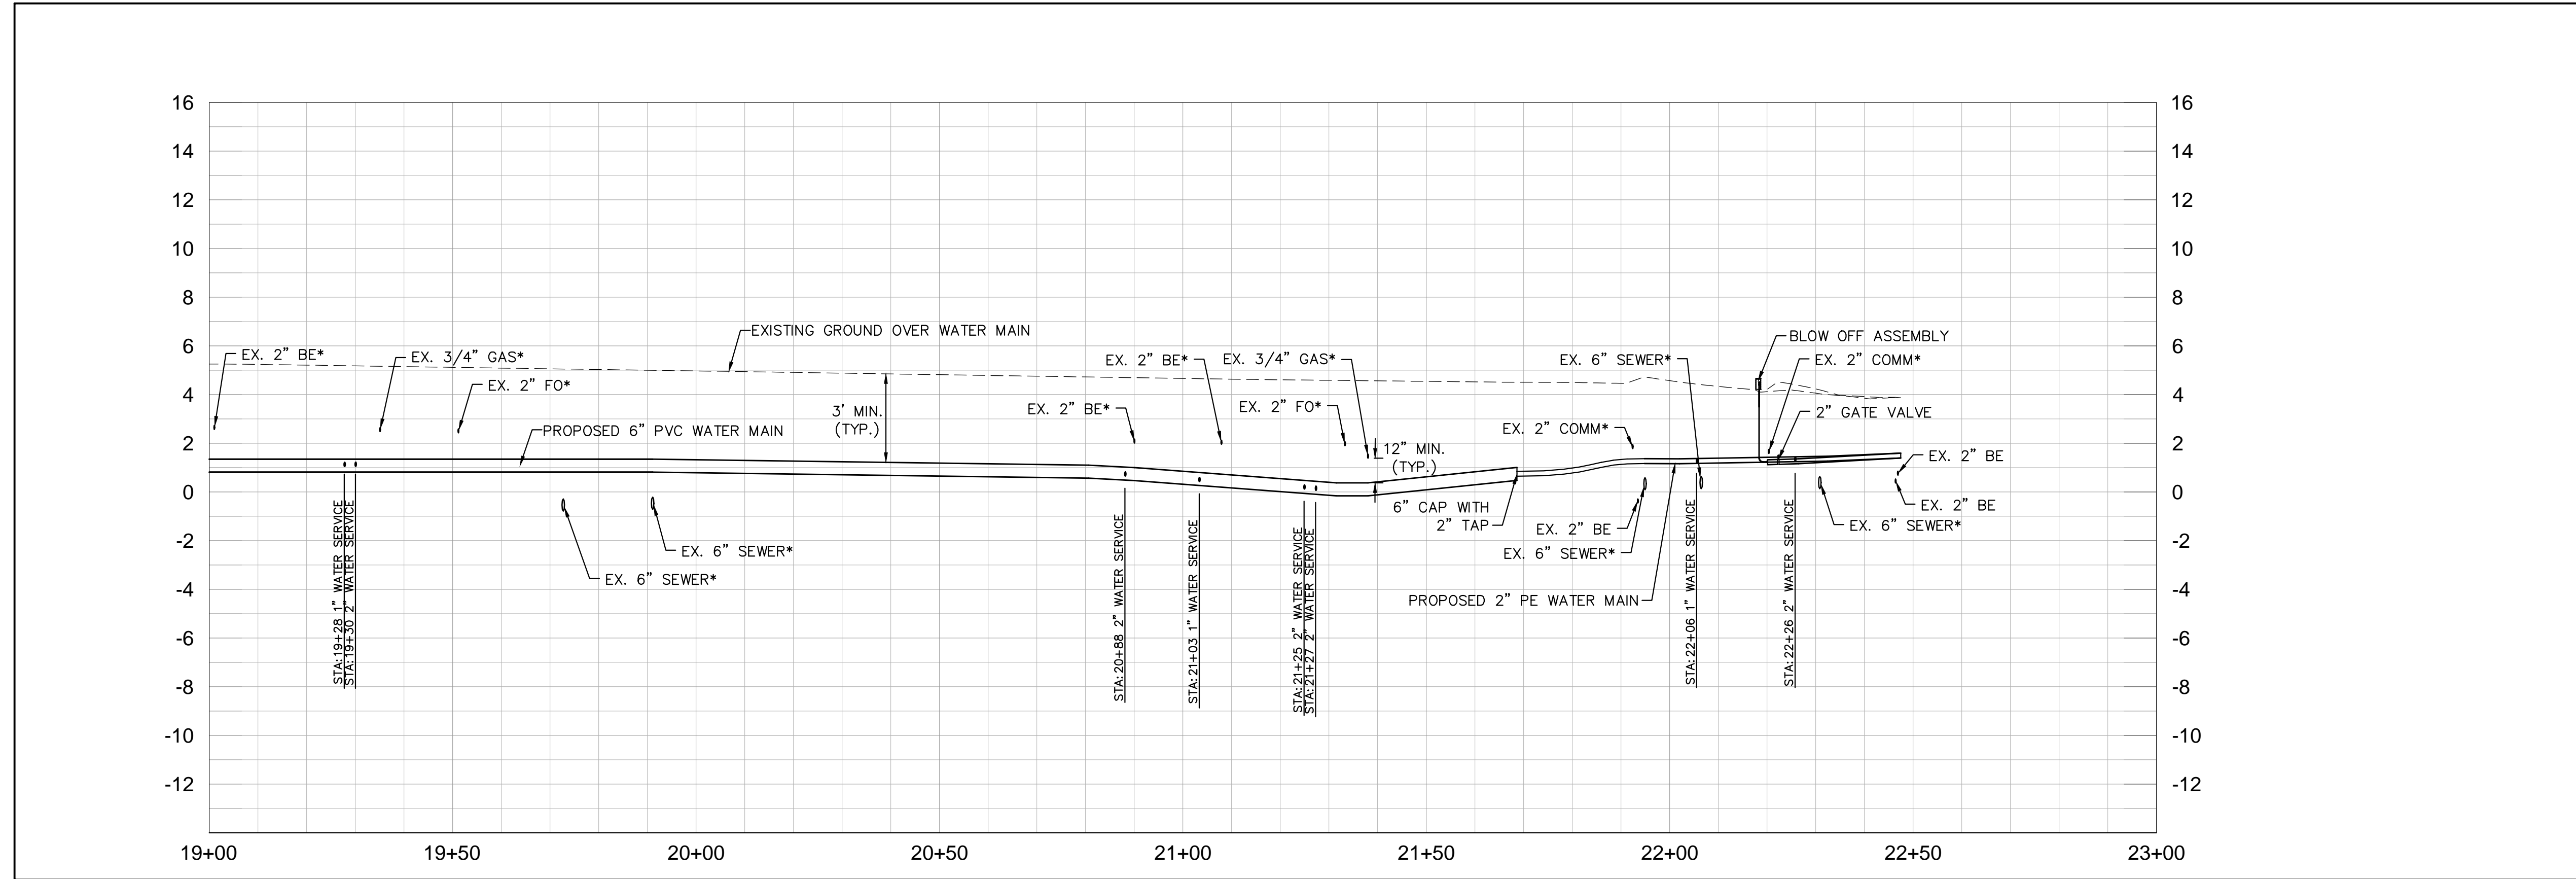 16
16
14
14
12
12
10
10
8
8
6
6
4
4
2
2
0
0
-2
-2
-4
-4
-6
-6
-8
-8
-10
-10
-12
-12
EX. 2" BE*
EX. 3/4" GAS*
EX. 2" FO*
PROPOSED 6" PVC WATER MAIN
EXISTING GROUND OVER WATER MAIN
3' MIN.
(TYP.)
EX. 6" SEWER*
EX. 6" SEWER*
EX. 2" BE*
EX. 2" BE*
EX. 3/4" GAS*
EX. 2" FO*
12" MIN.
(TYP.)
6" CAP WITH
2" TAP
EX. 6" SEWER*
EX. 2" COMM*
EX. 2" BE
EX. 6" SEWER*
PROPOSED 2" PE WATER MAIN
BLOW OFF ASSEMBLY
EX. 2" COMM*
2" GATE VALVE
EX. 2" BE
EX. 2" BE
EX. 6" SEWER*
STA:19+28 1" WATER SERVICE
STA:19+30 2" WATER SERVICE
STA:20+88 2" WATER SERVICE
STA:21+03 1" WATER SERVICE
STA:21+25 2" WATER SERVICE
STA:21+27 2" WATER SERVICE
STA:22+06 1" WATER SERVICE
STA:22+26 2" WATER SERVICE
19+00
19+50
20+00
20+50
21+00
21+50
22+00
22+50
23+00